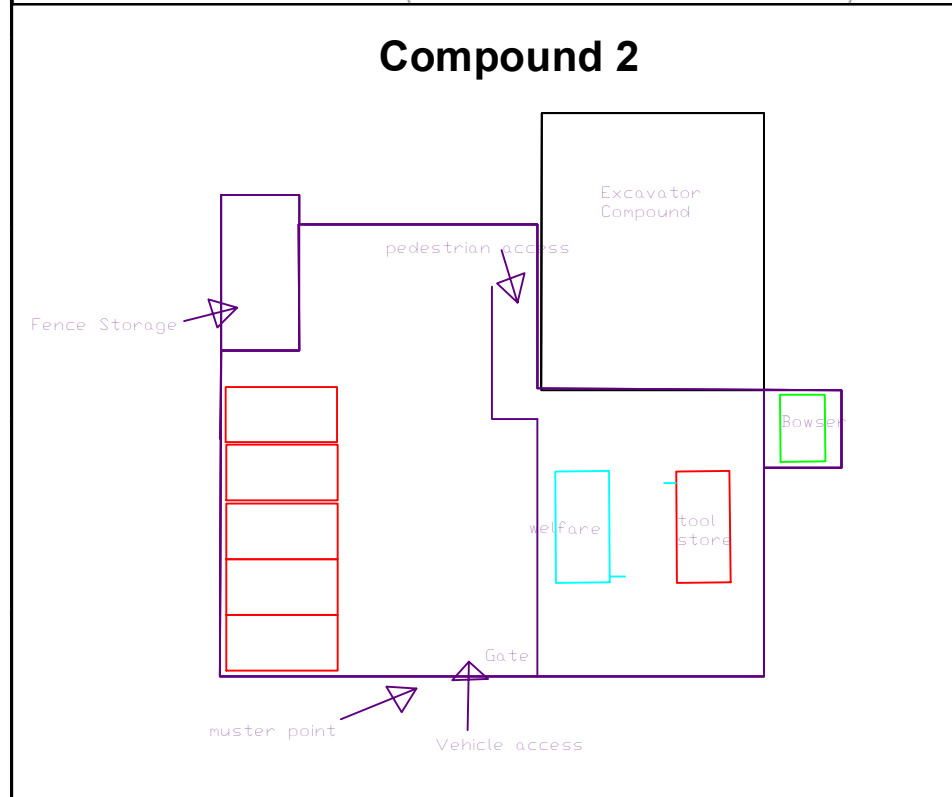 Compound 2
Excavator
Compound
pedestrian access
Fence Storage
Bowser
welfare
tool
store
Gate
muster point
Vehicle access